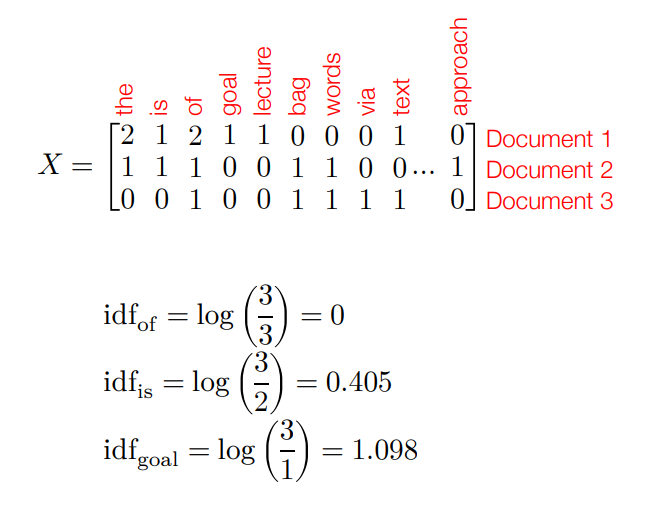 the is of goal lecture bag words via text approach
X = [2 1 2 1 1 0 0 0 1 0] Document 1
1 1 1 0 0 1 1 0 0 ... 1 Document 2
0 0 1 0 0 1 1 1 1 0 Document 3
idf_of = log(3/3) = 0
idf_is = log(3/2) = 0.405
idf_goal = log(3/1) = 1.098